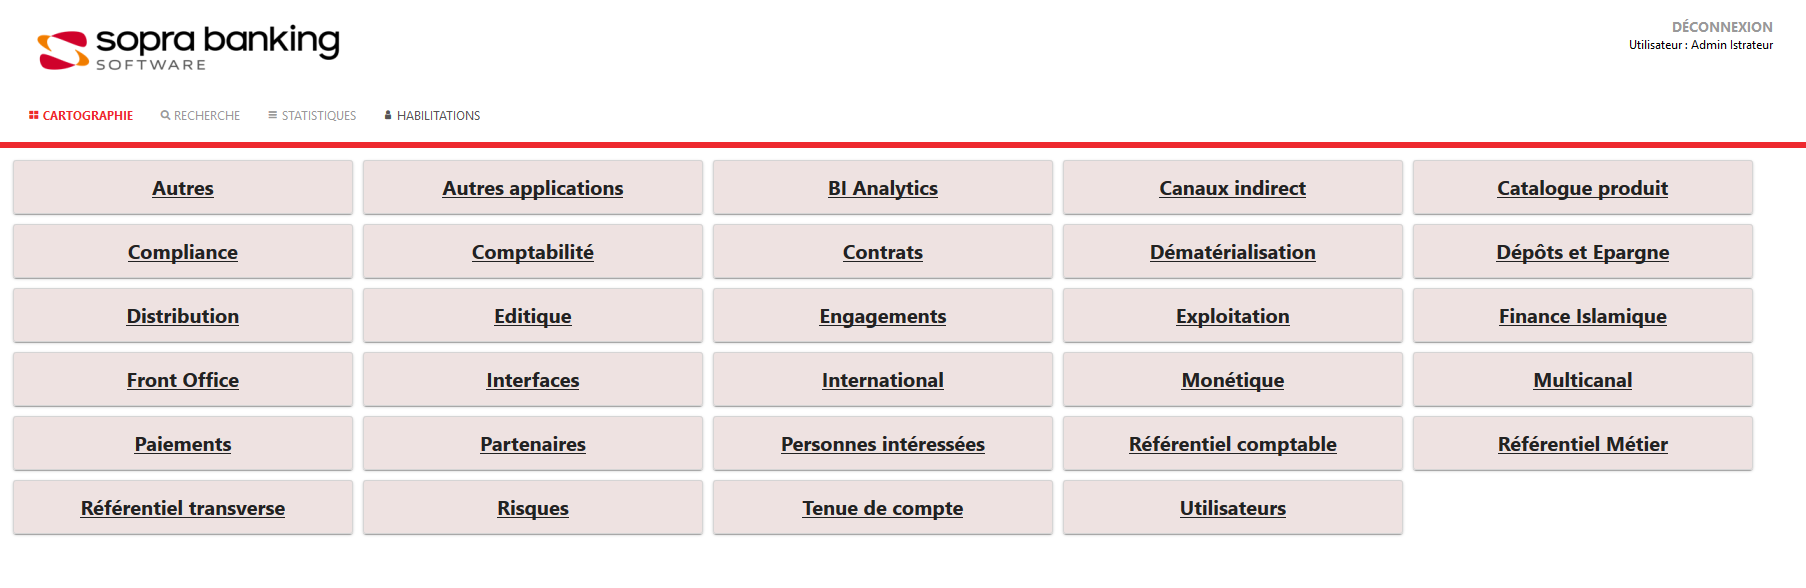 sopra banking
SOFTWARE
DÉCONNEXION
Utilisateur : Admin Istrateur
CARTOGRAPHIE RECHERCHE STATISTIQUES HABILITATIONS
Autres Autres applications BI Analytics Canaux indirect Catalogue produit
Compliance Comptabilité Contrats Dématérialisation Dépôts et Epargne
Distribution Editique Engagements Exploitation Finance Islamique
Front Office Interfaces International Monétique Multicanal
Paiements Partenaires Personnes intéressées Référentiel comptable Référentiel Métier
Référentiel transverse Risques Tenue de compte Utilisateurs